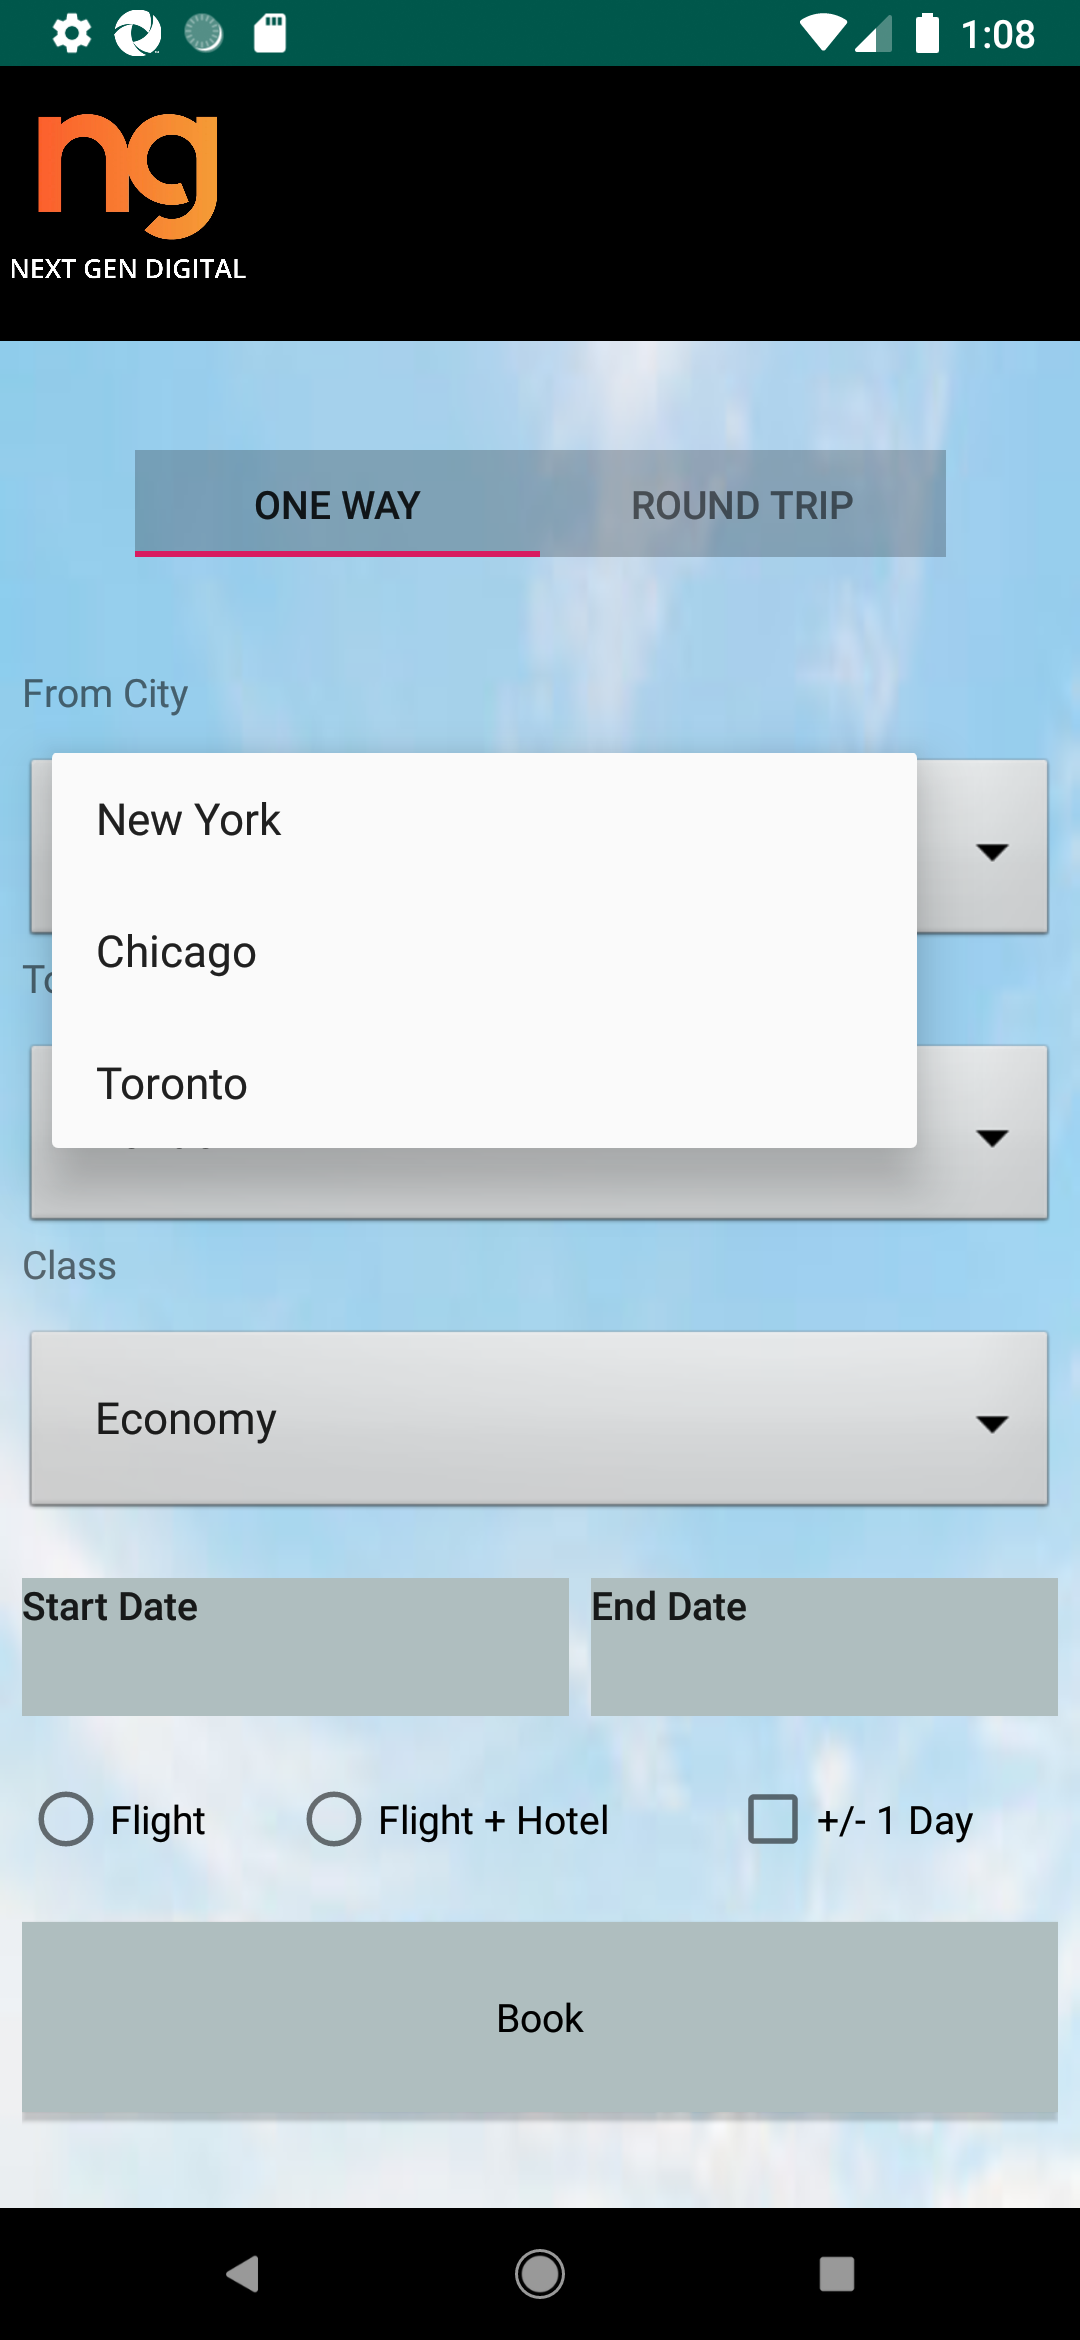 1:08
ng
NEXT GEN DIGITAL
ONE WAY ROUND TRIP
From City
New York
Chicago
Toronto
Class
Economy
Start Date End Date
Flight Flight + Hotel +/- 1 Day
Book